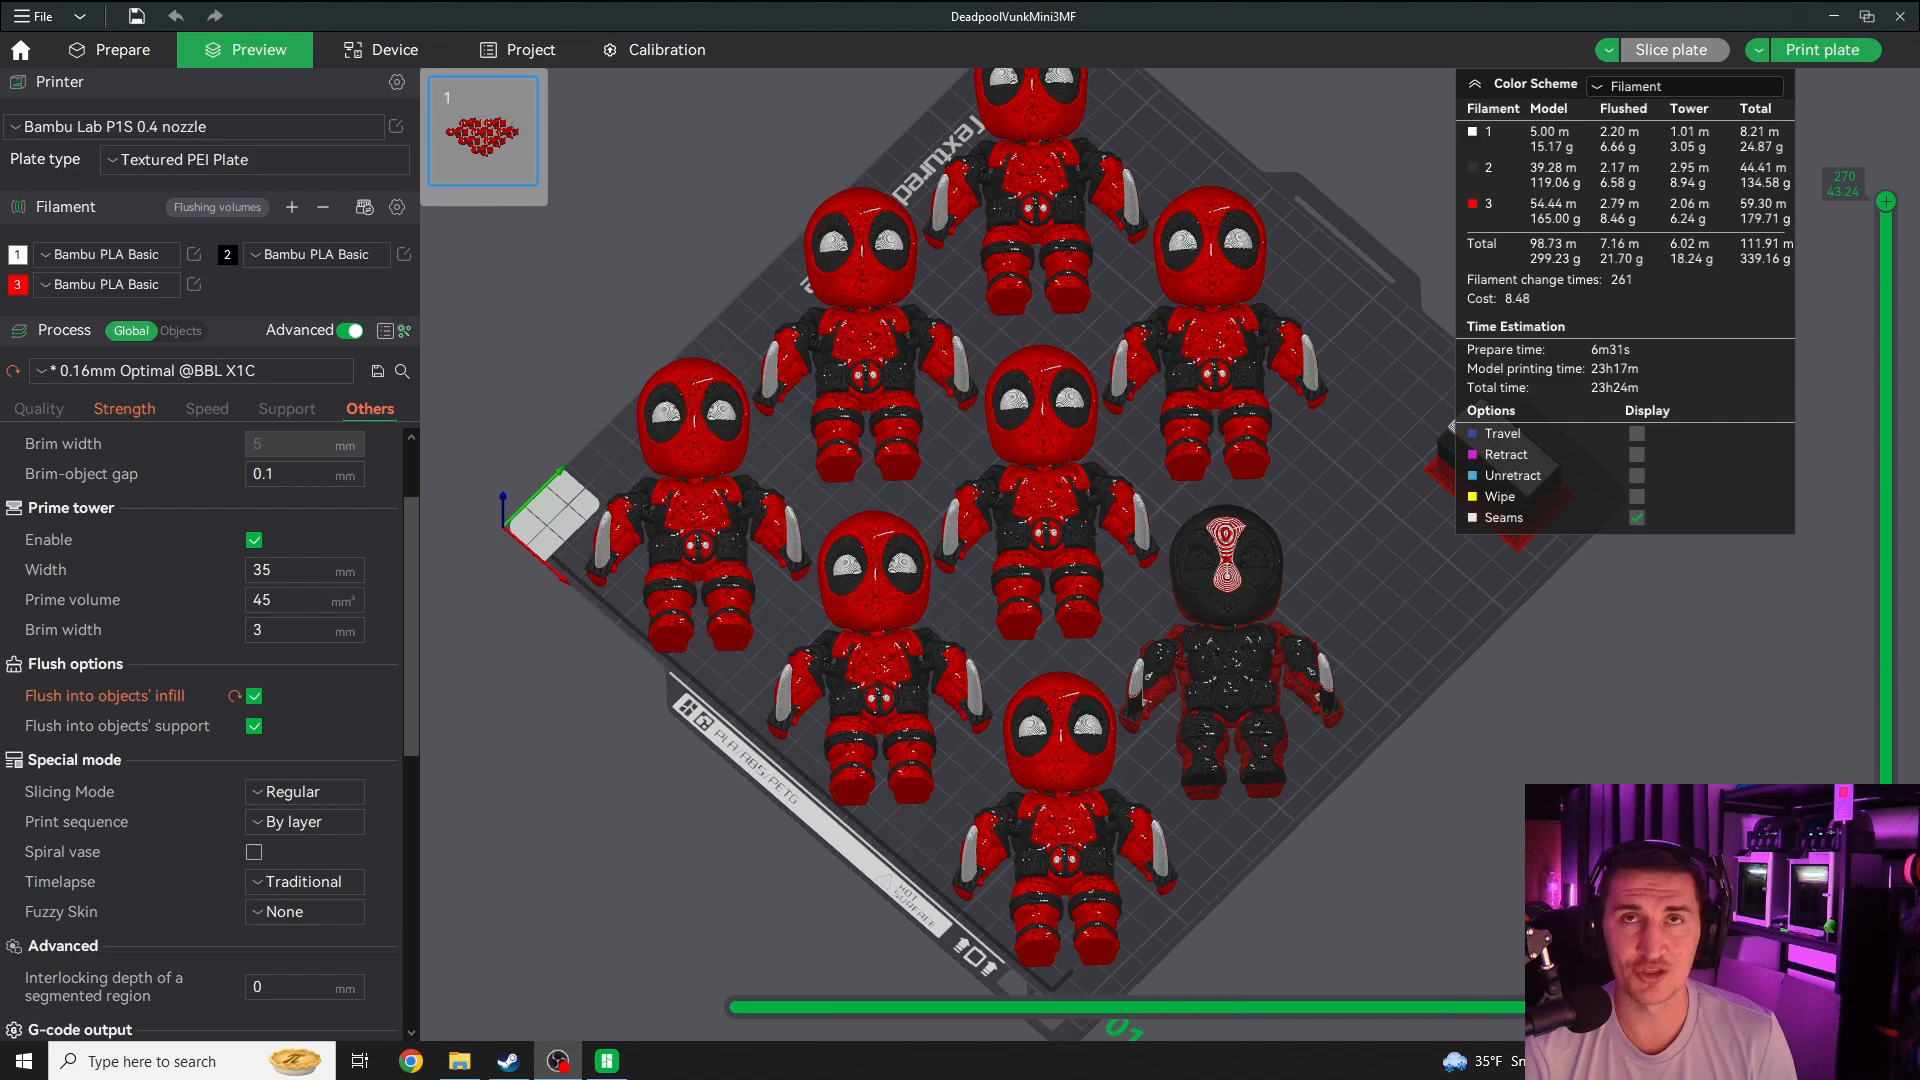 File
DeadpoolVunkMini3MF
Prepare
Preview
Device
Project
Calibration
Slice plate
Print plate
Printer
Bambu Lab P1S 0.4 nozzle
Plate type
Textured PEI Plate
Filament
Flushing volumes
1
Bambu PLA Basic
2
Bambu PLA Basic
3
Bambu PLA Basic
Process
Global
Objects
Advanced
* 0.16mm Optimal @BBL X1C
Quality
Strength
Speed
Support
Others
Brim width
5 mm
Brim-object gap
0.1 mm
Prime tower
Enable
Width
35 mm
Prime volume
45 mm³
Brim width
3 mm
Flush options
Flush into objects' infill
Flush into objects' support
Special mode
Slicing Mode
Regular
Print sequence
By layer
Spiral vase
Timelapse
Traditional
Fuzzy Skin
None
Advanced
Interlocking depth of a
segmented region
0 mm
G-code output
1
Textured
PLA/ABS/PETG
HOT
SURFACE
01
Color Scheme
Filament
Filament Model Flushed Tower Total
1 5.00 m 2.20 m 1.01 m 8.21 m
15.17 g 6.66 g 3.05 g 24.87 g
2 39.28 m 2.17 m 2.95 m 44.41 m
119.06 g 6.58 g 8.94 g 134.58 g
3 54.44 m 2.79 m 2.06 m 59.30 m
165.00 g 8.46 g 6.24 g 179.71 g
Total 98.73 m 7.16 m 6.02 m 111.91 m
299.23 g 21.70 g 18.24 g 339.16 g
Filament change times: 261
Cost: 8.48
Time Estimation
Prepare time: 6m31s
Model printing time: 23h17m
Total time: 23h24m
Options Display
Travel
Retract
Unretract
Wipe
Seams
270
43.24
Type here to search
35°F